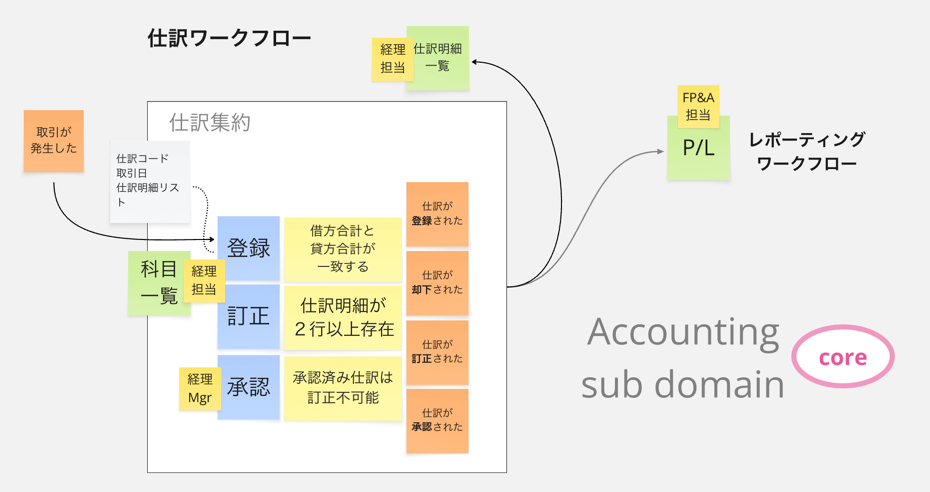 仕訳ワークフロー
経理
担当
仕訳明細
一覧
取引が
発生した
仕訳集約
仕訳コード
取引日
仕訳明細リス
ト
FP&A
担当
P/L
レポーティング
ワークフロー
登録
借方合計と
貸方合計が
一致する
仕訳が
登録された
科目
一覧
経理
担当
訂正
仕訳明細が
２行以上存在
仕訳が
却下された
経理
Mgr
承認
承認済み仕訳は
訂正不可能
仕訳が
訂正された
仕訳が
承認された
Accounting
sub domain
core